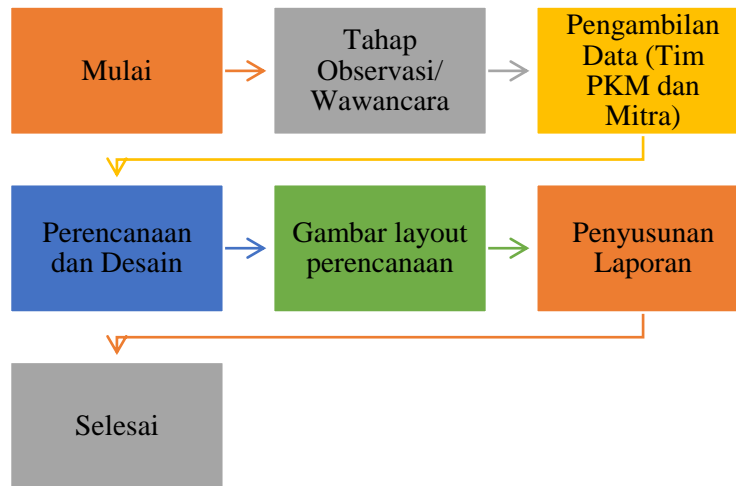 Mulai
Tahap
Observasi/
Wawancara
Pengambilan
Data (Tim
PKM dan
Mitra)
Perencanaan
dan Desain
Gambar layout
perencanaan
Penyusunan
Laporan
Selesai